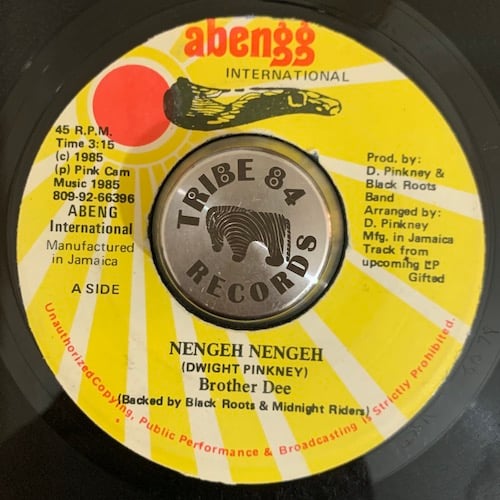 abengg
INTERNATIONAL
45 R.P.M.
Time 3:15
(c) 1985
(p) Pink Cam
Music 1985
809-92-66396
ABENG
International
Manufactured
in Jamaica
A SIDE
TRIBE 84
RECORDS
Prod. by:
D. Pinkney &
Black Roots
Band
Arranged by:
D. Pinkney
Mfg. in Jamaica
Track from
upcoming LP
Gifted
NENGEH NENGEH
(DWIGHT PINKNEY)
Brother Dee
(Backed by Black Roots & Midnight Riders)
Unauthorized Copying, Public Performance & Broadcasting is Strictly Prohibited.